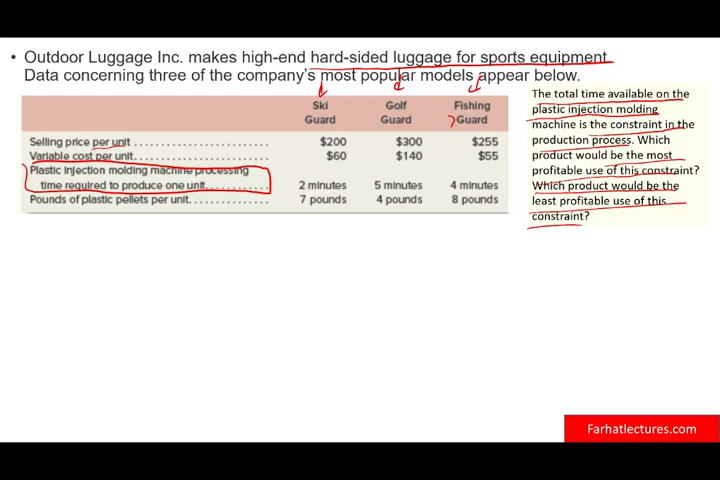 • Outdoor Luggage Inc. makes high-end hard-sided luggage for sports equipment.
Data concerning three of the company's most popular models appear below.
Ski Guard Golf Guard Fishing Guard
Selling price per unit . . . . . . . . . . . . . . . . . . . . . . . . . $200 $300 $255
Variable cost per unit. . . . . . . . . . . . . . . . . . . . . . . . . $60 $140 $55
Plastic injection molding machine processing
time required to produce one unit. . . . . . . . . . . . 2 minutes 5 minutes 4 minutes
Pounds of plastic pellets per unit. . . . . . . . . . . . . . . 7 pounds 4 pounds 8 pounds
The total time available on the
plastic injection molding
machine is the constraint in the
production process. Which
product would be the most
profitable use of this constraint?
Which product would be the
least profitable use of this
constraint?
Farhatlectures.com